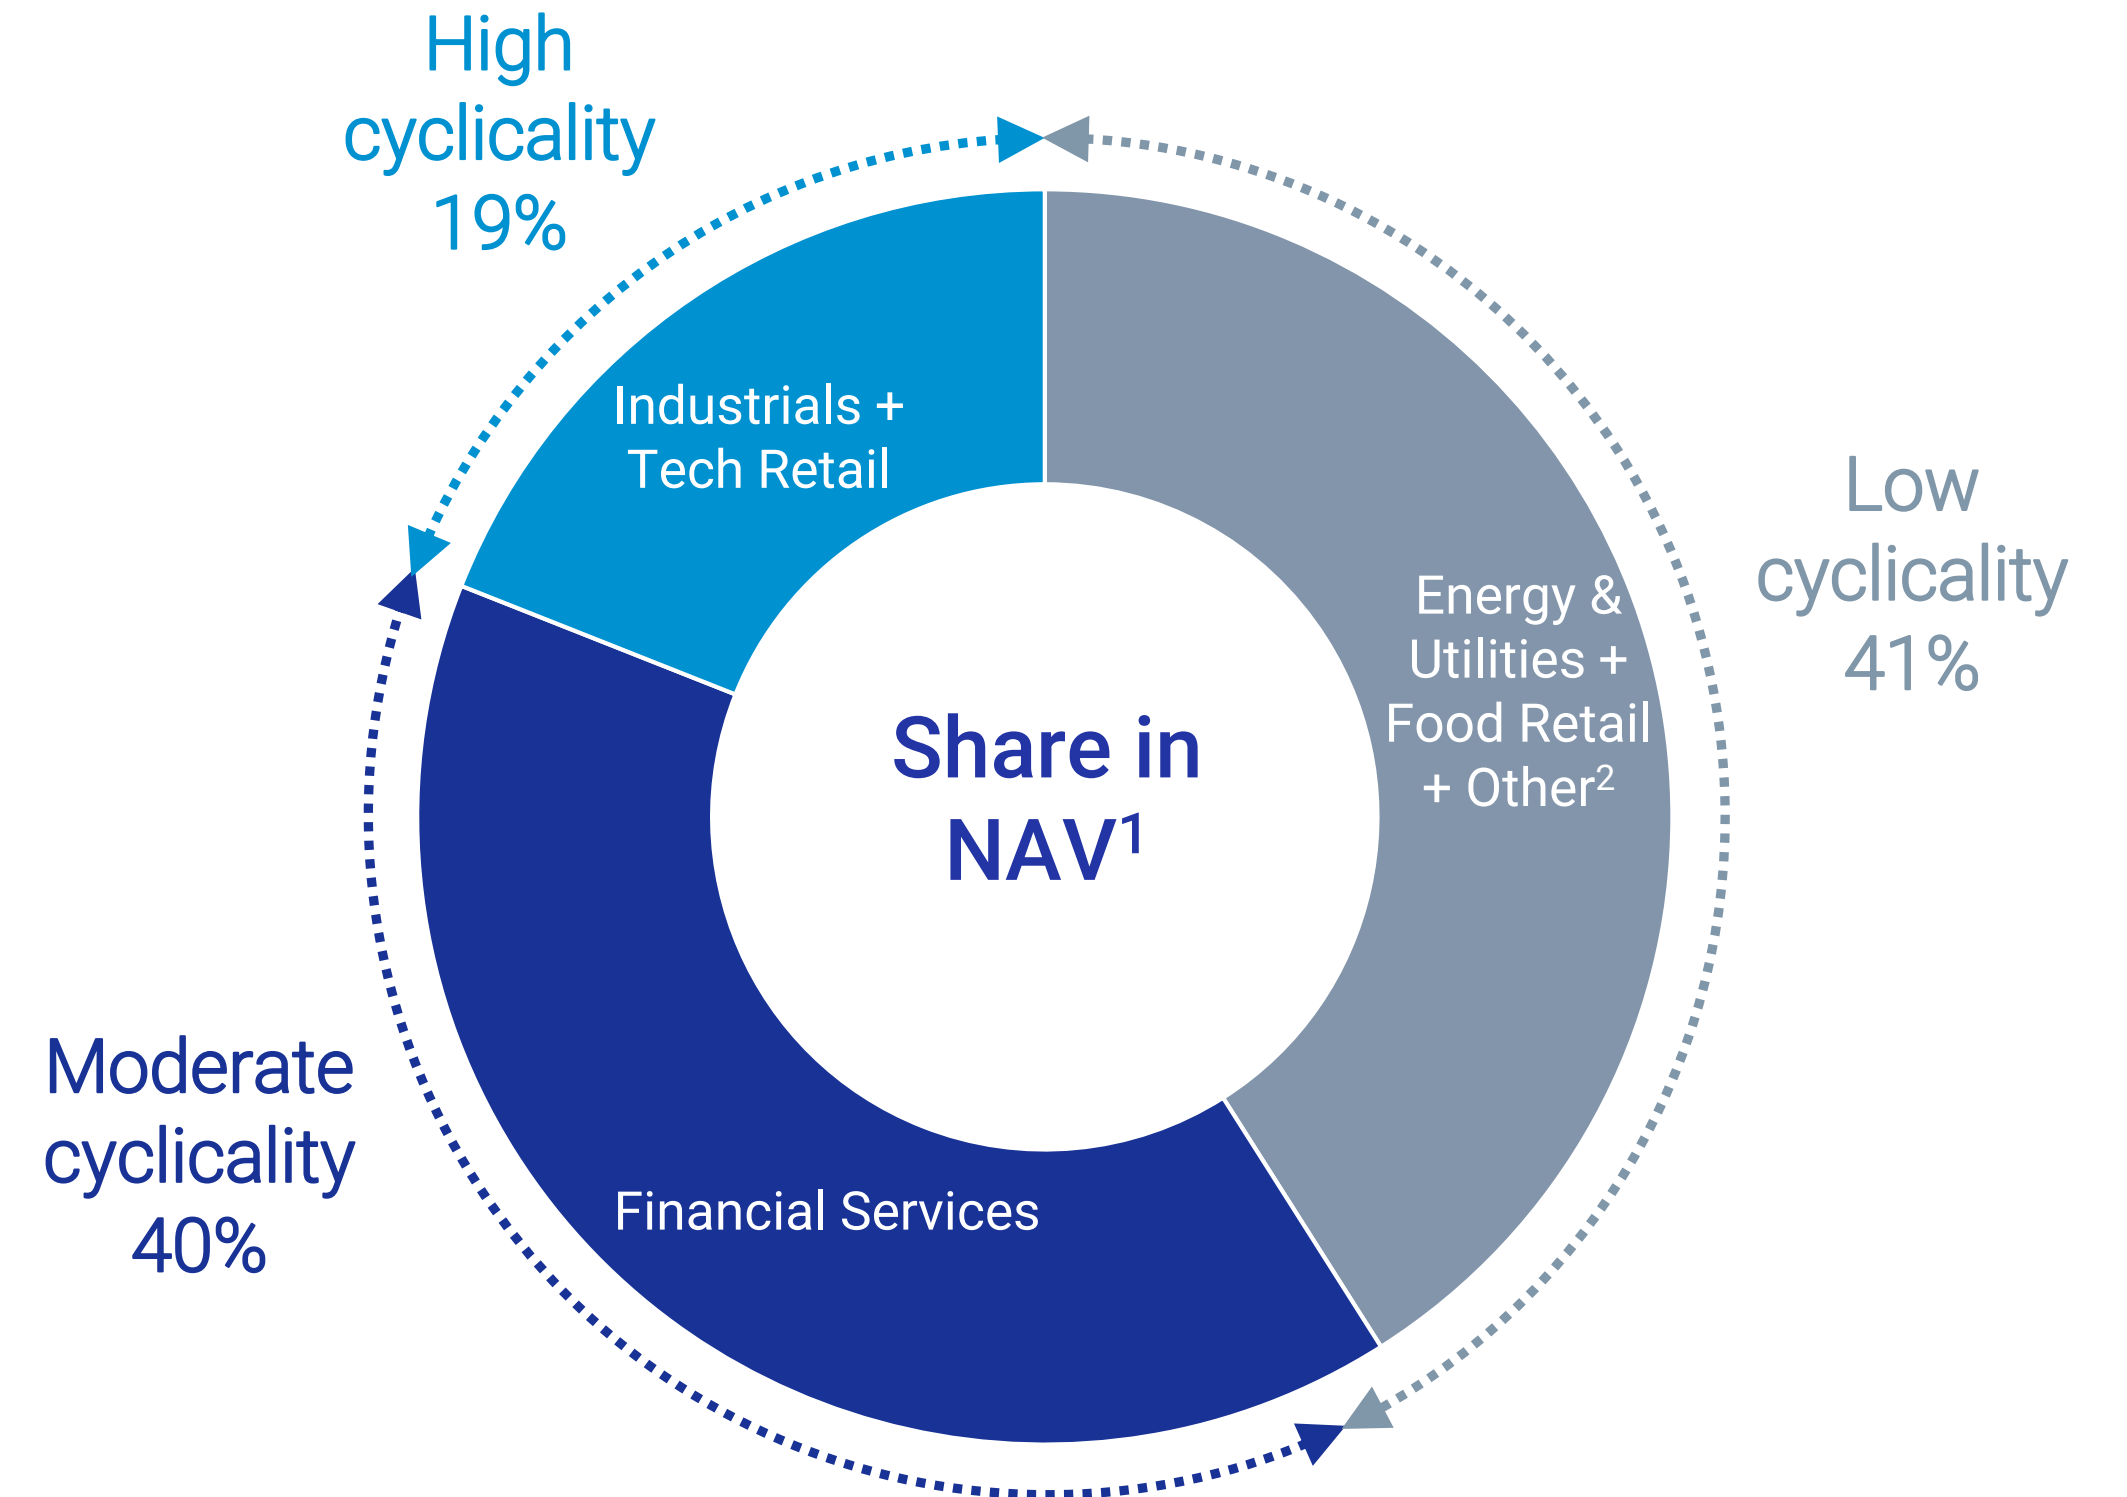 High
cyclicality
19%
Industrials +
Tech Retail
Low
cyclicality
41%
Energy &
Utilities +
Food Retail
+ Other²
Share in
NAV¹
Moderate
cyclicality
40%
Financial Services